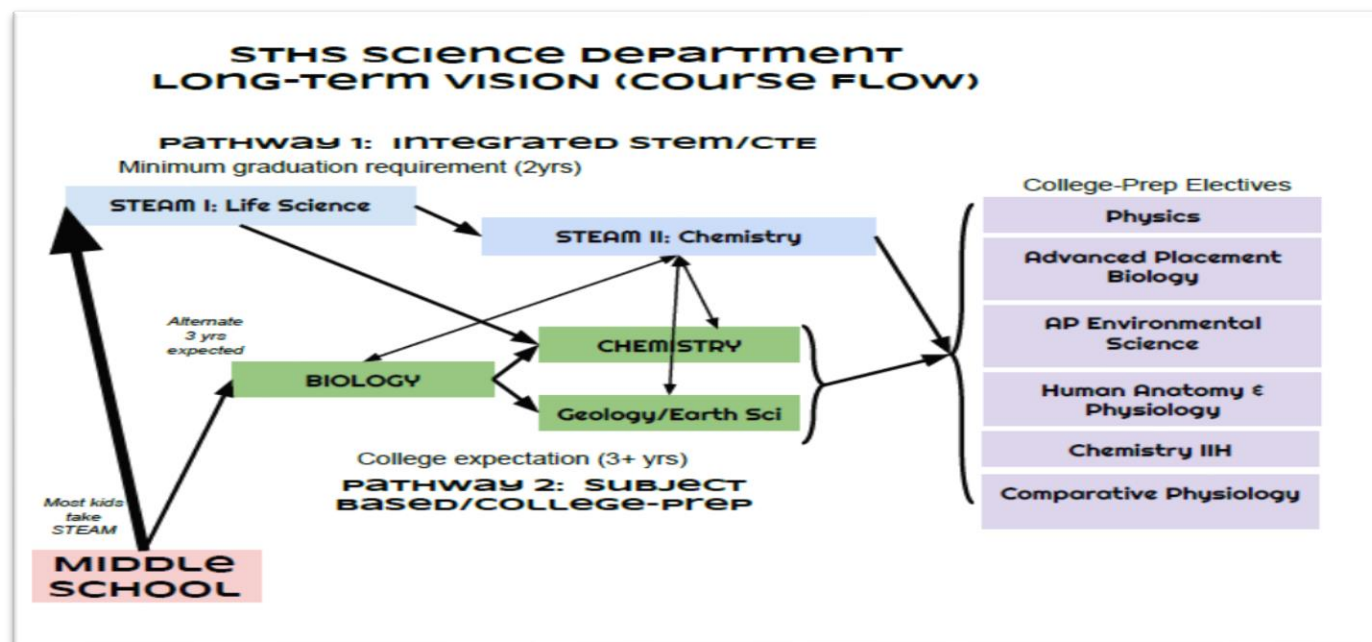 STHS SCIENCE DEPARTMENT
LONG-TERM VISION (COURSE FLOW)
PATHWAY 1: INTEGRATED STEM/CTE
Minimum graduation requirement (2yrs)
STEAM I: Life Science
STEAM II: Chemistry
College-Prep Electives
Physics
Advanced Placement
Biology
AP Environmental
Science
Human Anatomy &
Physiology
Chemistry IIH
Comparative Physiology
Alternate
3 yrs
expected
BIOLOGY
CHEMISTRY
Geology/Earth Sci
College expectation (3+ yrs)
PATHWAY 2: SUBJECT
BASED/COLLEGE-PREP
Most kids
take
STEAM
MIDDLE
SCHOOL